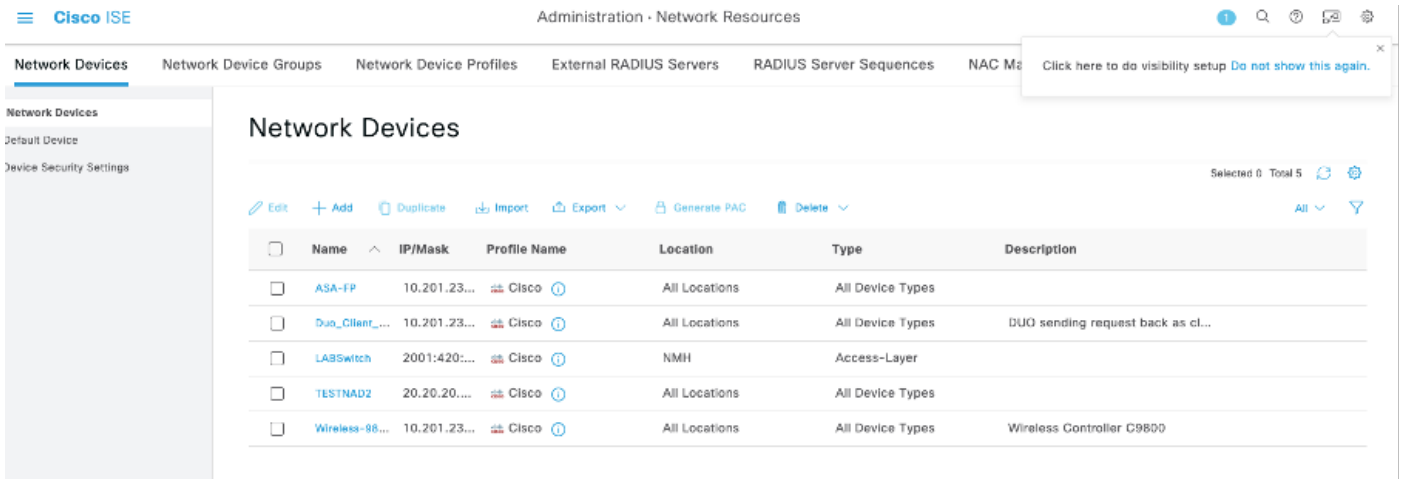 Cisco ISE
Administration · Network Resources
1
Network Devices Network Device Groups Network Device Profiles External RADIUS Servers RADIUS Server Sequences NAC Ma
Click here to do visibility setup Do not show this again.
Network Devices
Default Device
Device Security Settings
Network Devices
Selected 0 Total 5
Edit Add Duplicate Import Export Generate PAC Delete All
Name IP/Mask Profile Name Location Type Description
ASA-FP 10.201.23... Cisco All Locations All Device Types
Duo_Client_... 10.201.23... Cisco All Locations All Device Types DUO sending request back as cl...
LABSwitch 2001:420:... Cisco NMH Access-Layer
TESTNAD2 20.20.20.... Cisco All Locations All Device Types
Wireless-98... 10.201.23... Cisco All Locations All Device Types Wireless Controller C9800